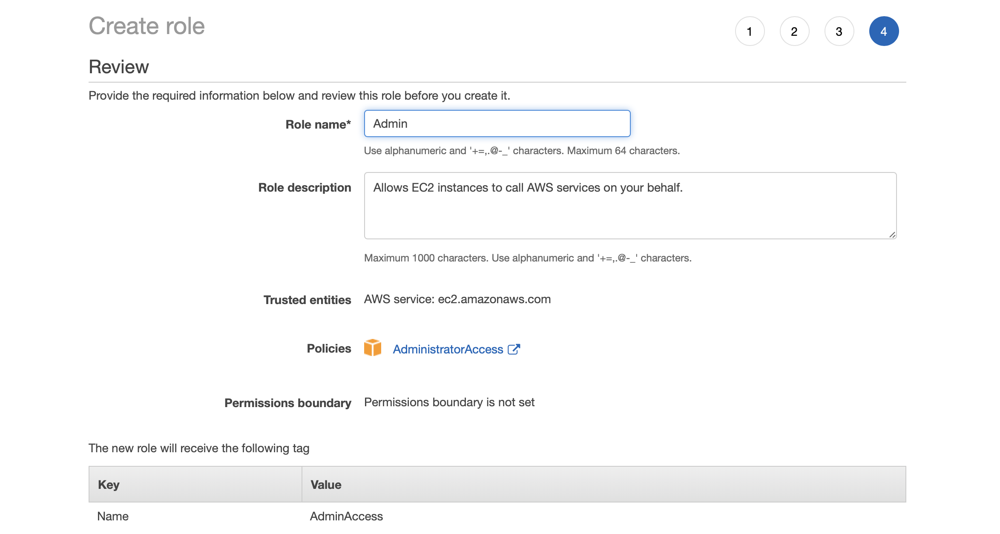 Create role
1 2 3 4
Review
Provide the required information below and review this role before you create it.
Role name* Admin
Use alphanumeric and '+=,.@-_' characters. Maximum 64 characters.
Role description Allows EC2 instances to call AWS services on your behalf.
Maximum 1000 characters. Use alphanumeric and '+=,.@-_' characters.
Trusted entities AWS service: ec2.amazonaws.com
Policies AdministratorAccess
Permissions boundary Permissions boundary is not set
The new role will receive the following tag
Key Value
Name AdminAccess